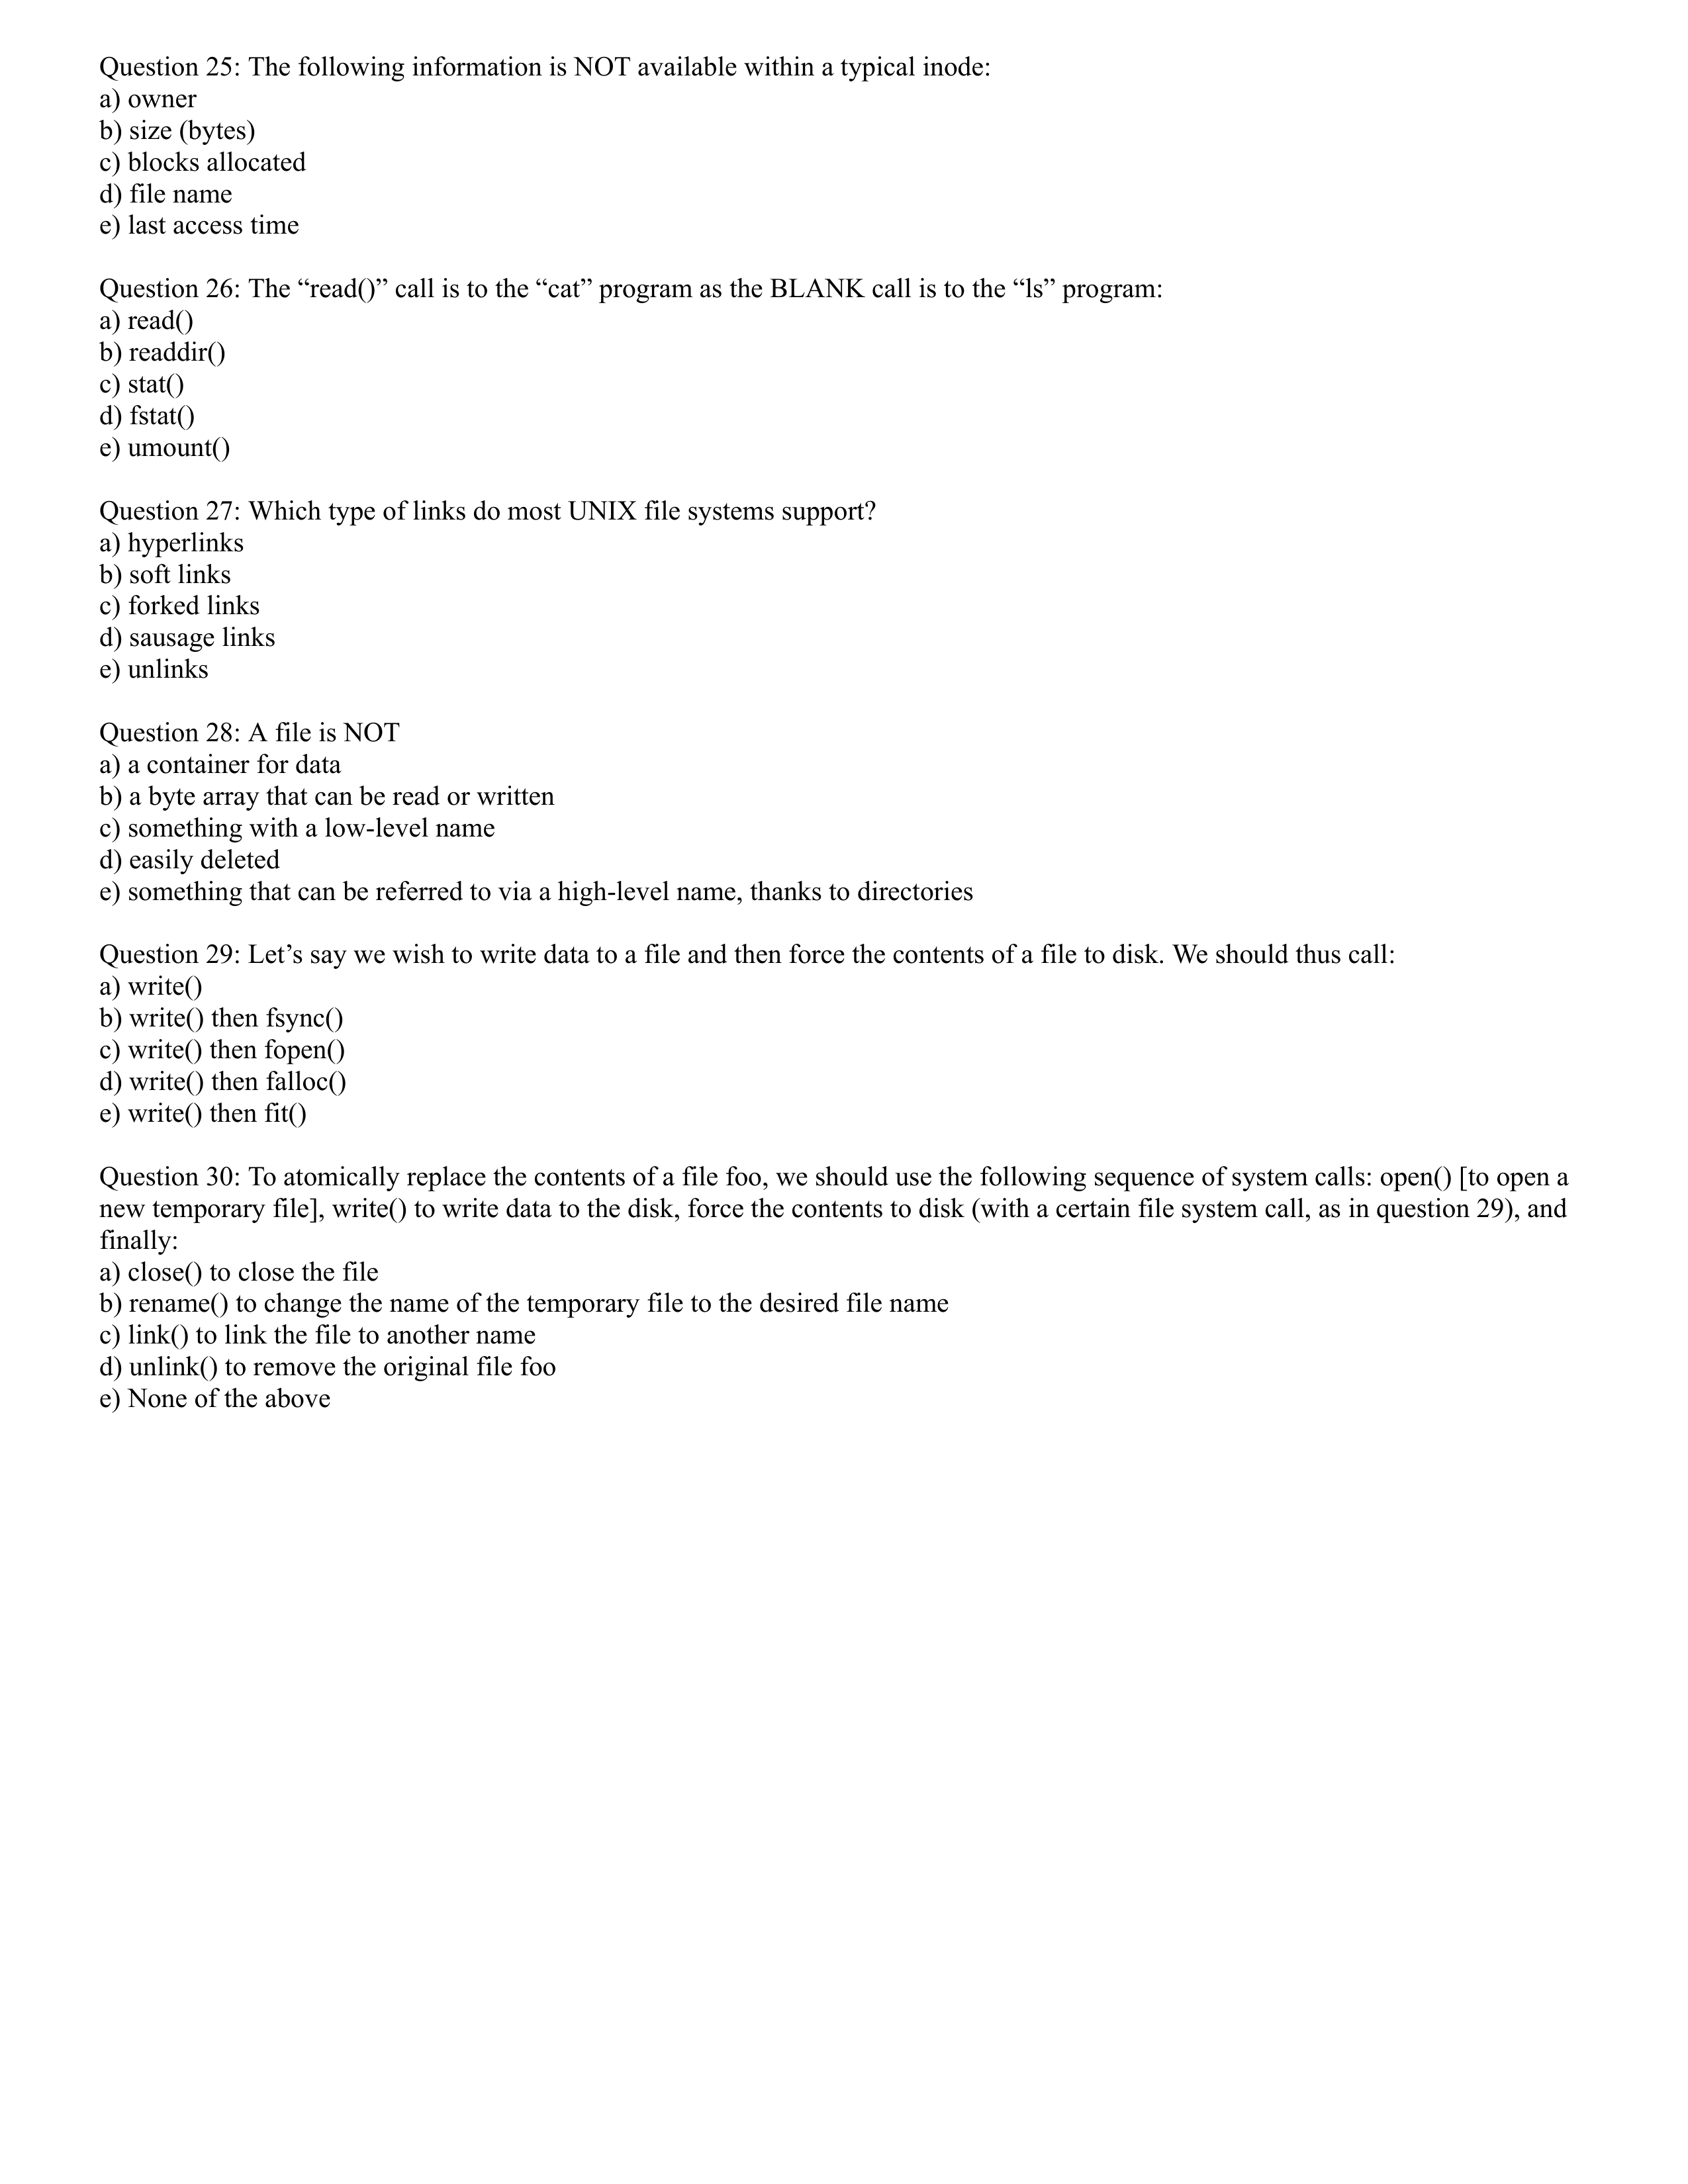 Question 25: The following information is NOT available within a typical inode:
a) owner
b) size (bytes)
c) blocks allocated
d) file name
e) last access time
Question 26: The “read()” call is to the “cat” program as the BLANK call is to the “ls” program:
a) read()
b) readdir()
c) stat()
d) fstat()
e) umount()
Question 27: Which type of links do most UNIX file systems support?
a) hyperlinks
b) soft links
c) forked links
d) sausage links
e) unlinks
Question 28: A file is NOT
a) a container for data
b) a byte array that can be read or written
c) something with a low-level name
d) easily deleted
e) something that can be referred to via a high-level name, thanks to directories
Question 29: Let’s say we wish to write data to a file and then force the contents of a file to disk. We should thus call:
a) write()
b) write() then fsync()
c) write() then fopen()
d) write() then falloc()
e) write() then fit()
Question 30: To atomically replace the contents of a file foo, we should use the following sequence of system calls: open() [to open a
new temporary file], write() to write data to the disk, force the contents to disk (with a certain file system call, as in question 29), and
finally:
a) close() to close the file
b) rename() to change the name of the temporary file to the desired file name
c) link() to link the file to another name
d) unlink() to remove the original file foo
e) None of the above